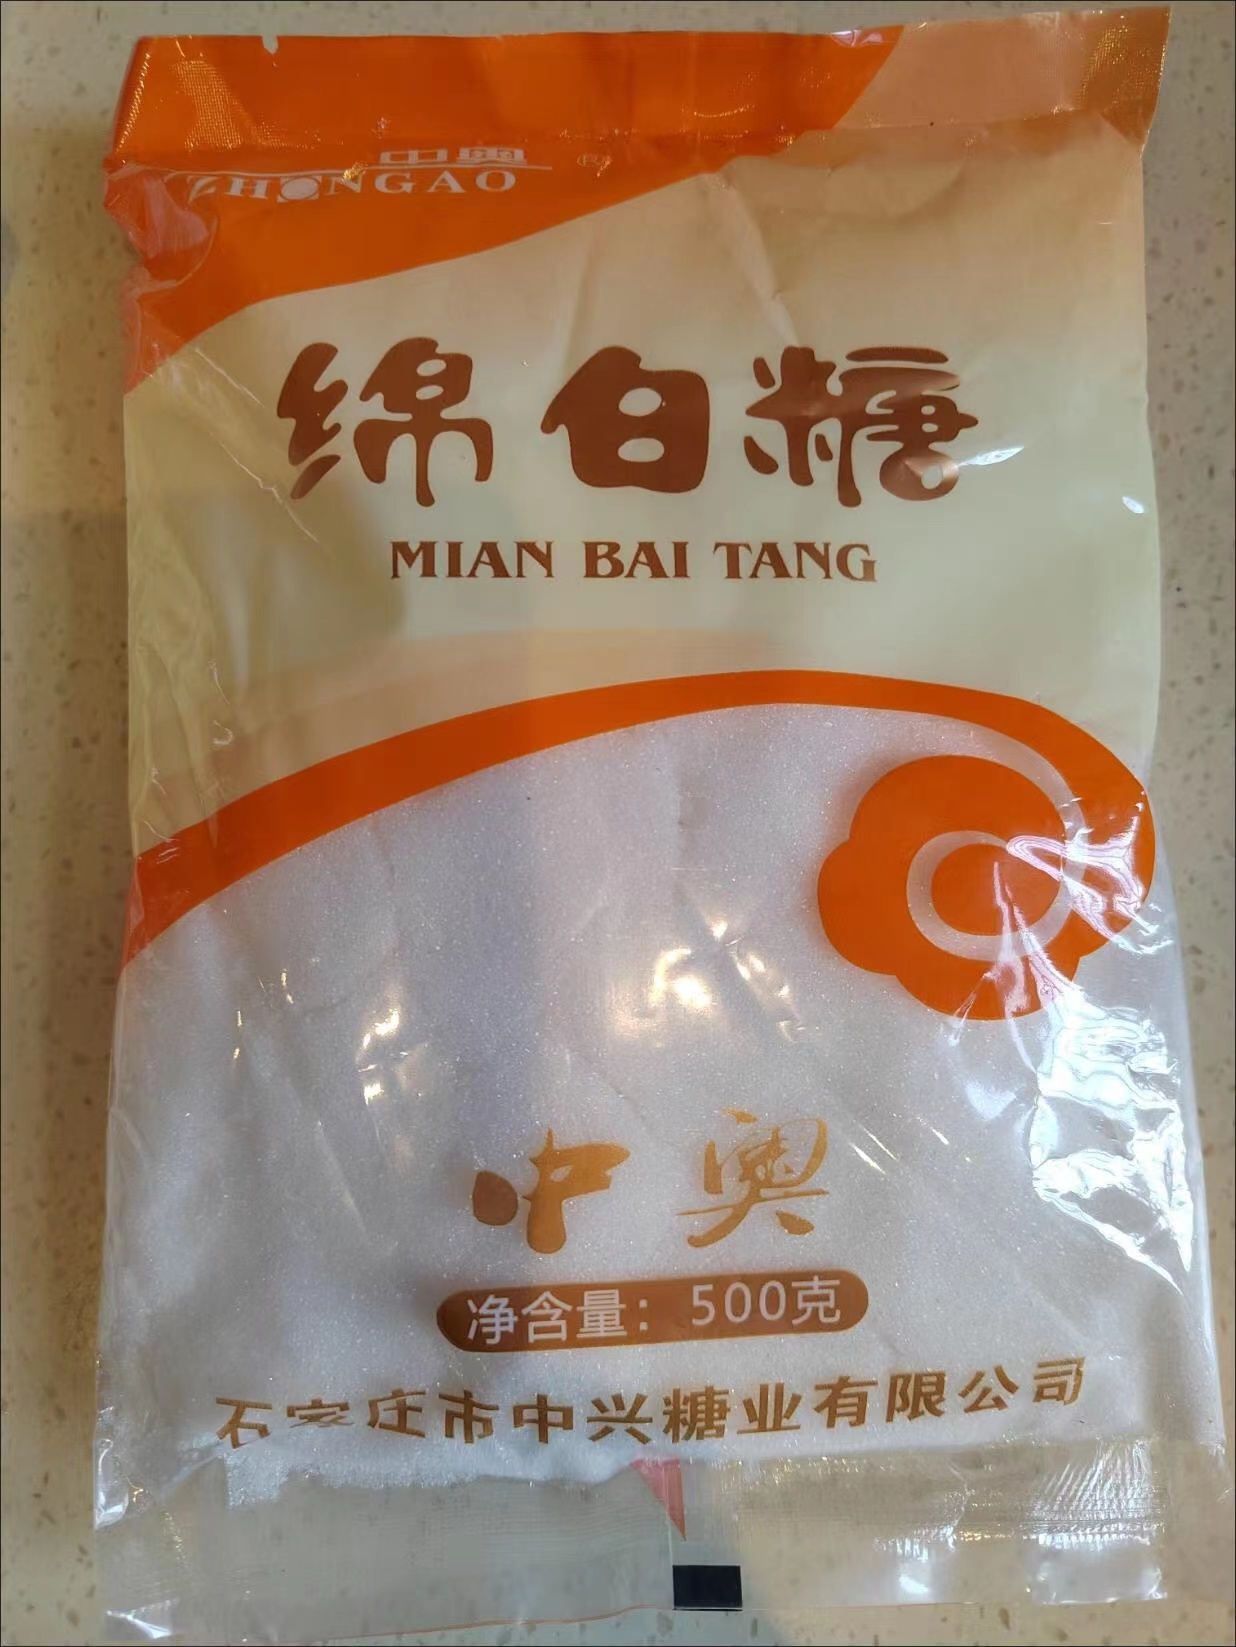 中奥
ZHONGAO ®
绵白糖
MIAN BAI TANG
中奥
净含量：500克
石家庄市中兴糖业有限公司